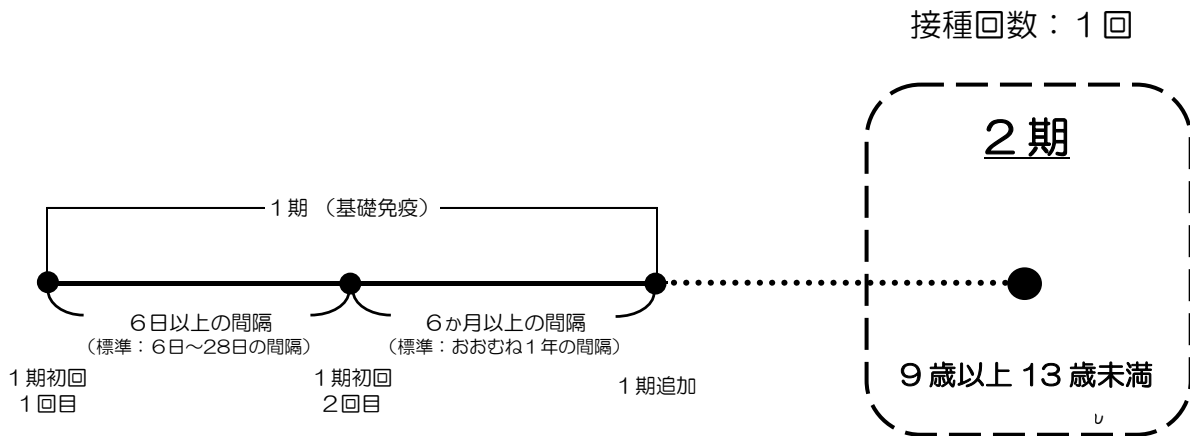 接種回数：１回
２期
１期 （基礎免疫）
６日以上の間隔
（標準：６日～28日の間隔）
６か月以上の間隔
（標準：おおむね１年の間隔）
１期初回
１回目
１期初回
２回目
１期追加
９歳以上 13 歳未満
し